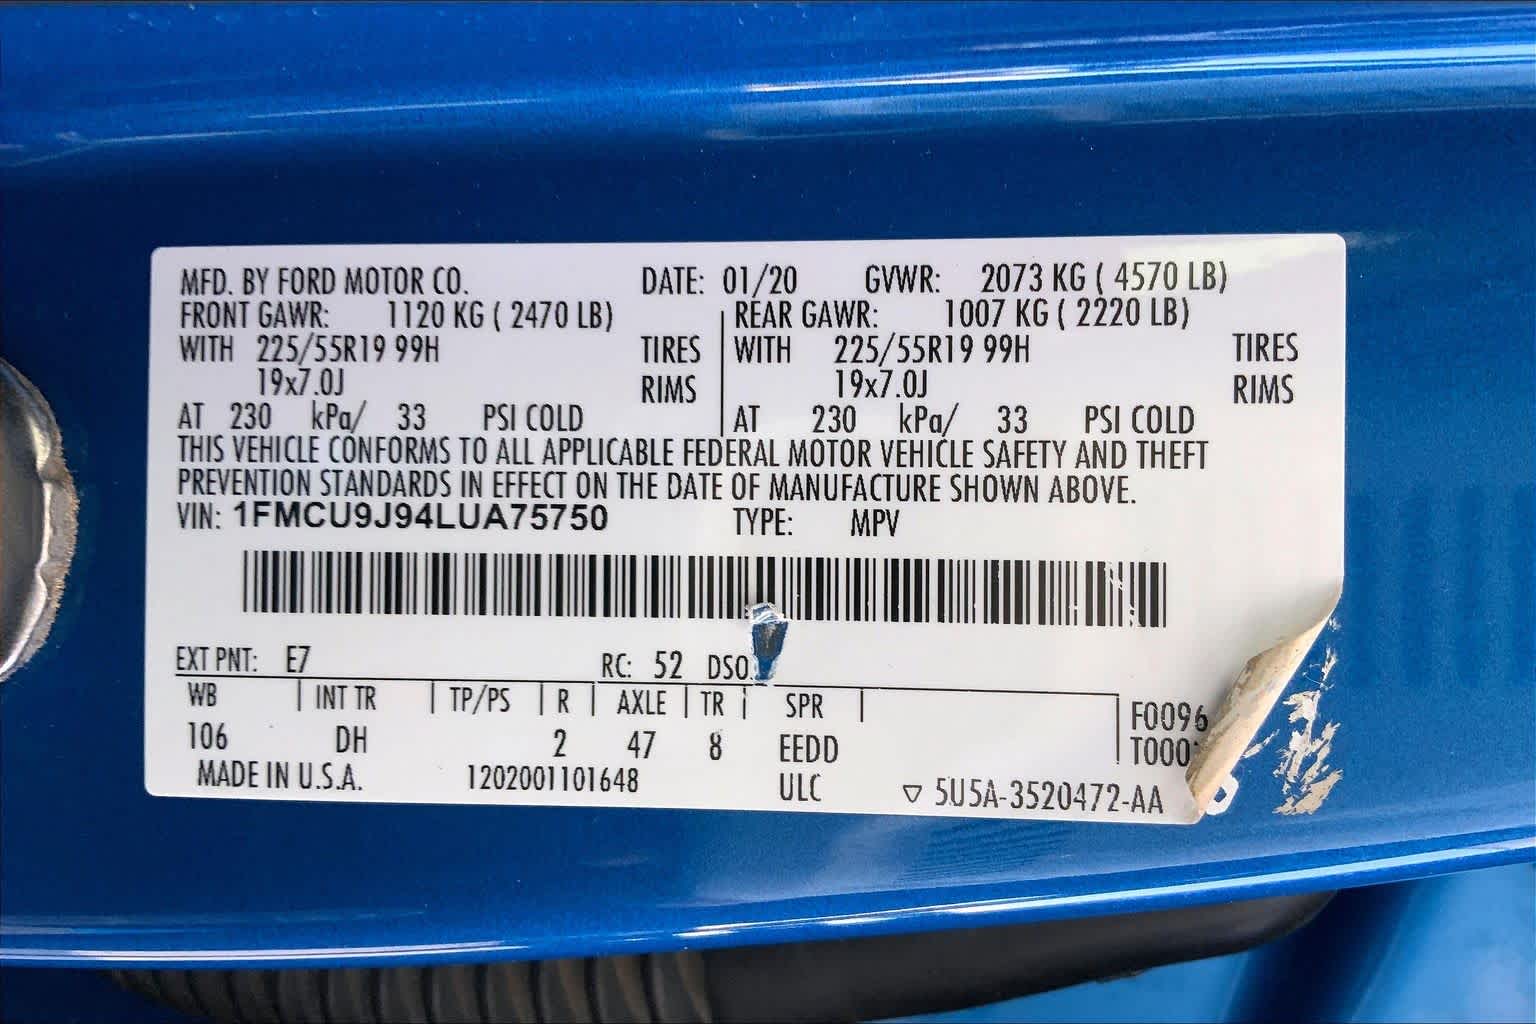 MFD. BY FORD MOTOR CO. DATE: 01/20 GVWR: 2073 KG ( 4570 LB)
FRONT GAWR: 1120 KG ( 2470 LB) REAR GAWR: 1007 KG ( 2220 LB)
WITH 225/55R19 99H TIRES WITH 225/55R19 99H TIRES
19x7.0J RIMS 19x7.0J RIMS
AT 230 kPa/ 33 PSI COLD AT 230 kPa/ 33 PSI COLD
THIS VEHICLE CONFORMS TO ALL APPLICABLE FEDERAL MOTOR VEHICLE SAFETY AND THEFT
PREVENTION STANDARDS IN EFFECT ON THE DATE OF MANUFACTURE SHOWN ABOVE.
VIN: 1FMCU9J94LUA75750 TYPE: MPV
EXT PNT: E7 RC: 52 DSO
WB INT TR TP/PS R AXLE TR SPR F0096
106 DH 2 47 8 EEDD
MADE IN U.S.A. 1202001101648 ULC ▽ 5U5A-3520472-AA